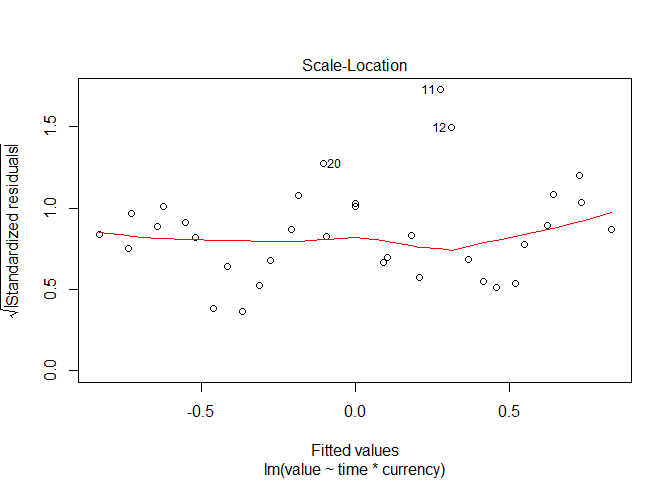 Scale-Location
√|Standardized residuals|
1.5
1.0
0.5
0.0
11
12
20
-0.5 0.0 0.5
Fitted values
lm(value ~ time * currency)